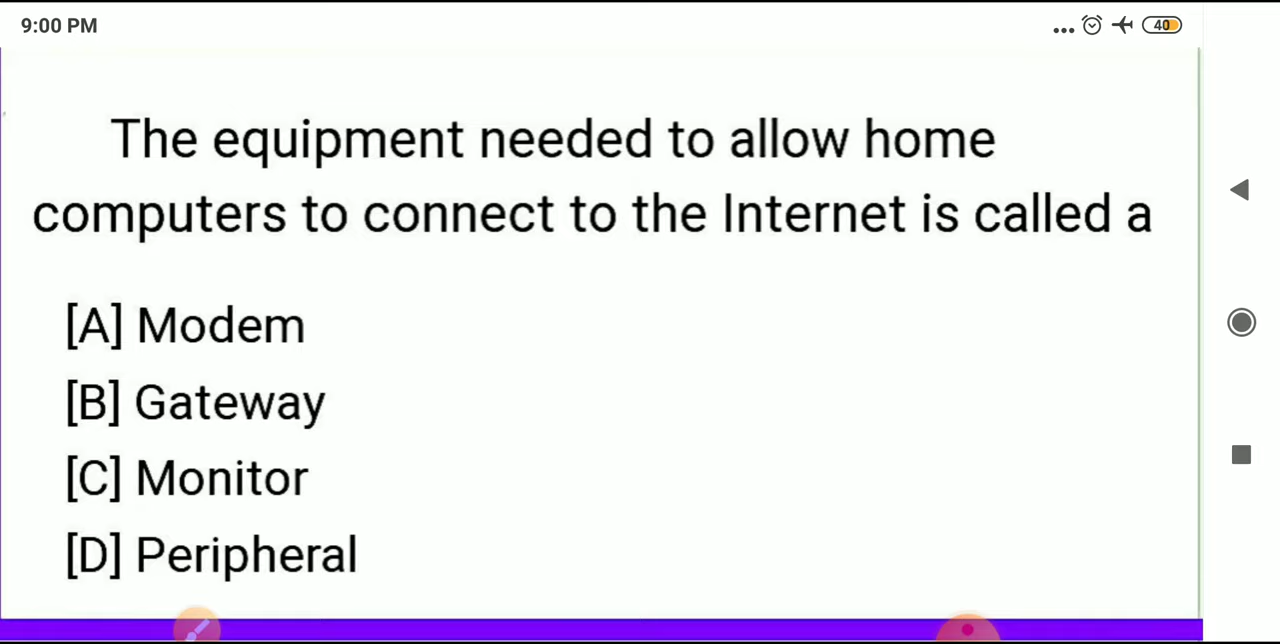 9:00 PM
... 40
The equipment needed to allow home
computers to connect to the Internet is called a
[A] Modem
[B] Gateway
[C] Monitor
[D] Peripheral